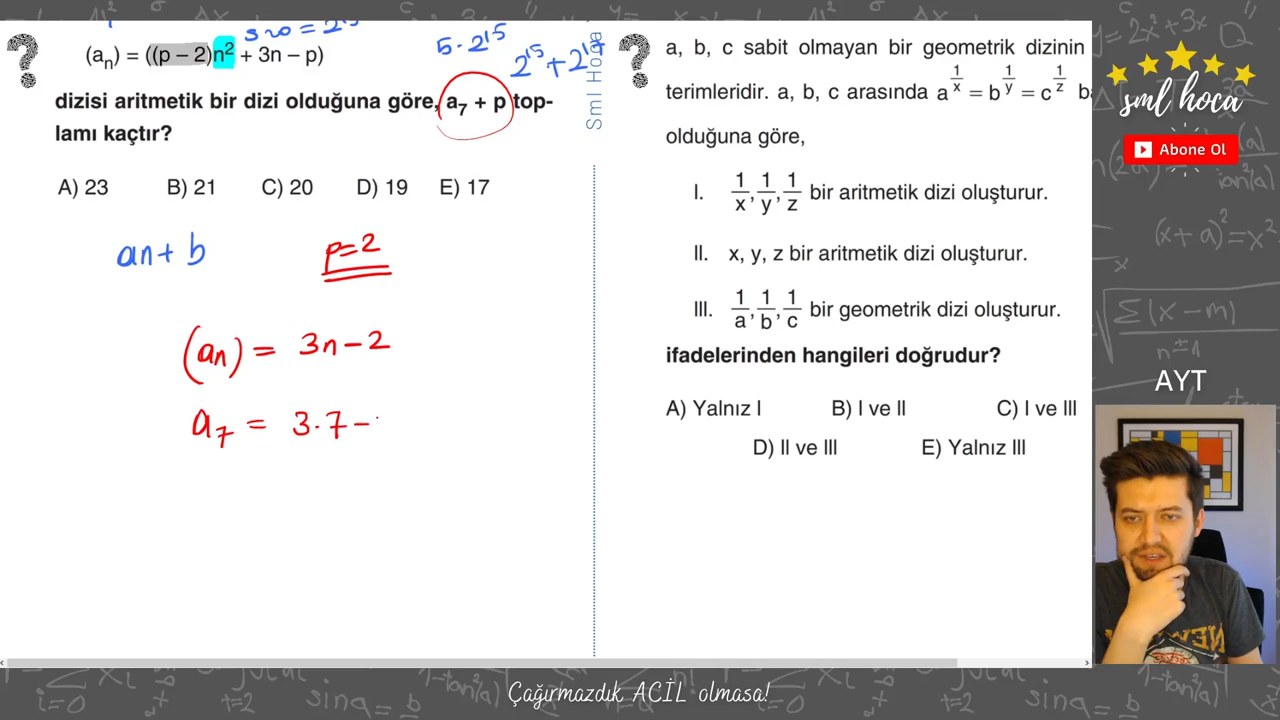 5 · 2¹⁵
2¹⁵ + 2¹⁷
(aₙ) = ((p – 2)n² + 3n – p)
dizisi aritmetik bir dizi olduğuna göre, a₇ + p top-
lamı kaçtır?
A) 23 B) 21 C) 20 D) 19 E) 17
an + b
p=2
(an) = 3n – 2
a₇ = 3.7 –
Sml Hoca
a, b, c sabit olmayan bir geometrik dizinin
terimleridir. a, b, c arasında a^(1/x) = b^(1/y) = c^(1/z)
olduğuna göre,
I. 1/x, 1/y, 1/z bir aritmetik dizi oluşturur.
II. x, y, z bir aritmetik dizi oluşturur.
III. 1/a, 1/b, 1/c bir geometrik dizi oluşturur.
ifadelerinden hangileri doğrudur?
A) Yalnız I B) I ve II C) I ve III
D) II ve III E) Yalnız III
sml hoca
Abone Ol
(x+a)²=x²
AYT
Çağırmazdık ACİL olmasa!